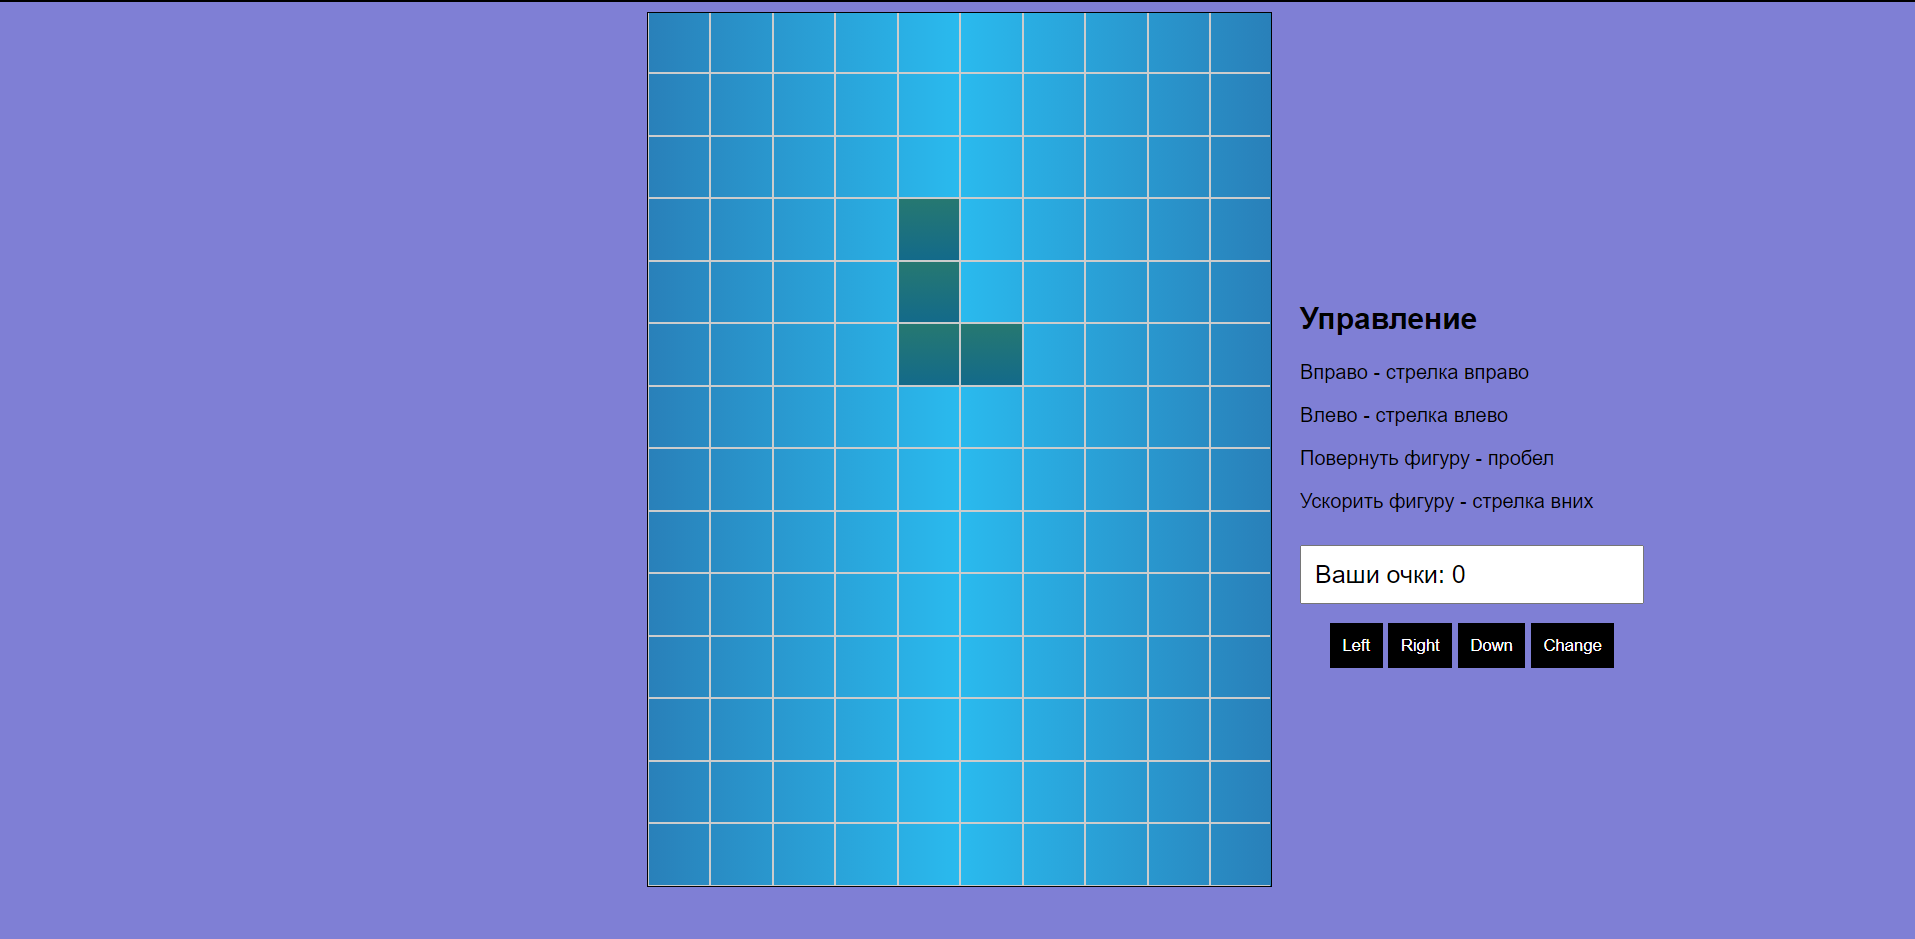 Управление
Вправо - стрелка вправо
Влево - стрелка влево
Повернуть фигуру - пробел
Ускорить фигуру - стрелка вних
Ваши очки: 0
Left Right Down Change